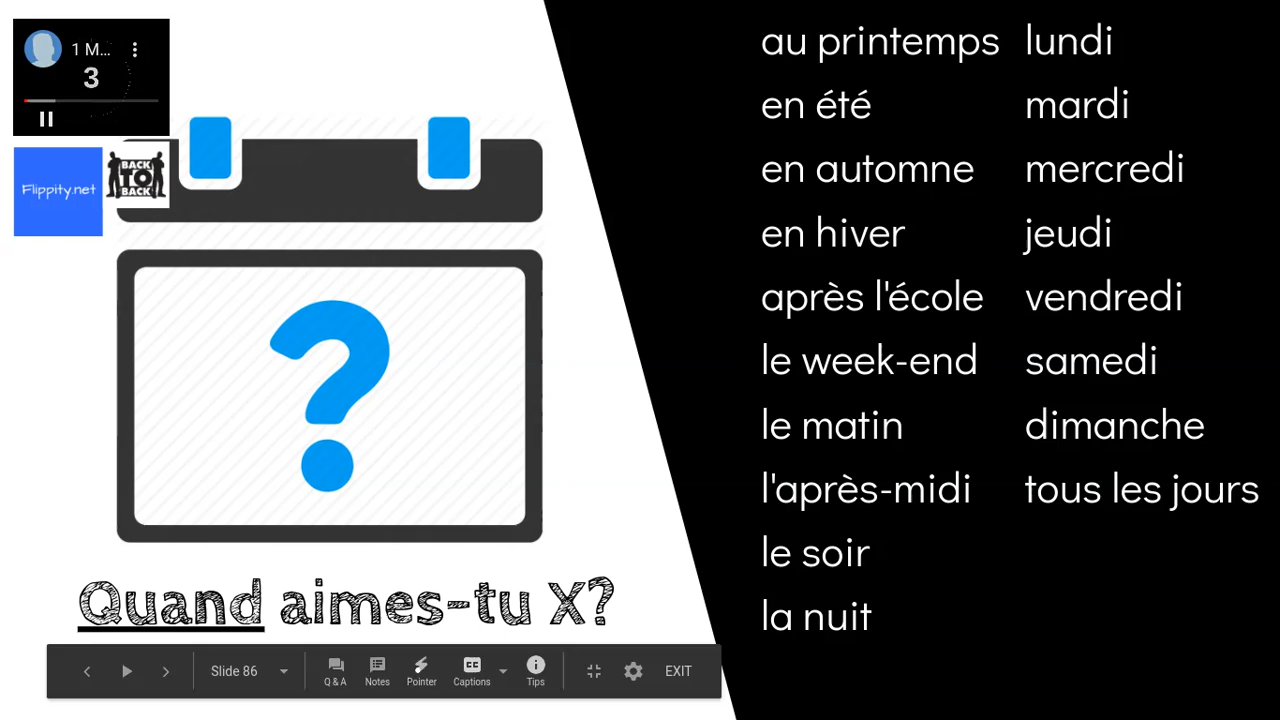 1 M...
3
Flippity.net
BACK
TO
BACK
?
Quand aimes-tu X?
Slide 86
Q & A
Notes
Pointer
CC
Captions
Tips
EXIT
au printemps
en été
en automne
en hiver
après l'école
le week-end
le matin
l'après-midi
le soir
la nuit
lundi
mardi
mercredi
jeudi
vendredi
samedi
dimanche
tous les jours